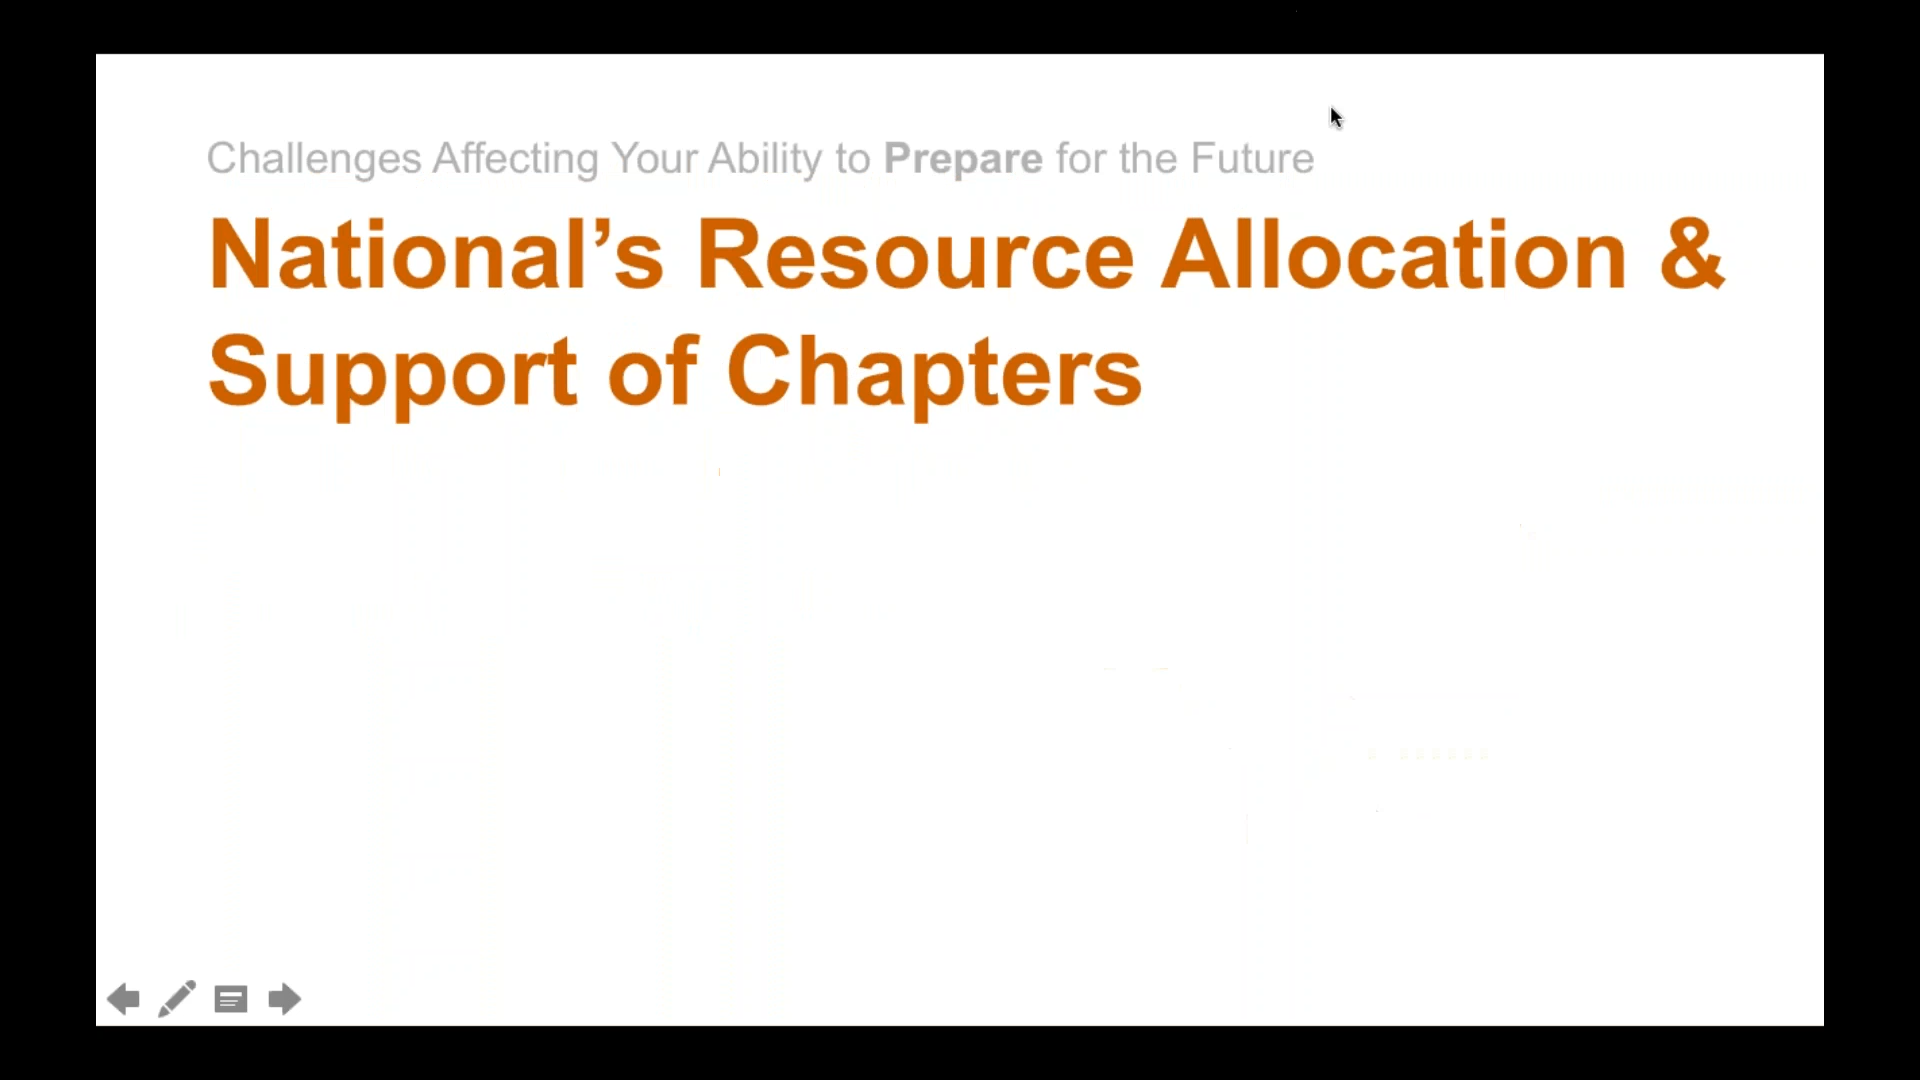 Challenges Affecting Your Ability to Prepare for the Future
National’s Resource Allocation &
Support of Chapters